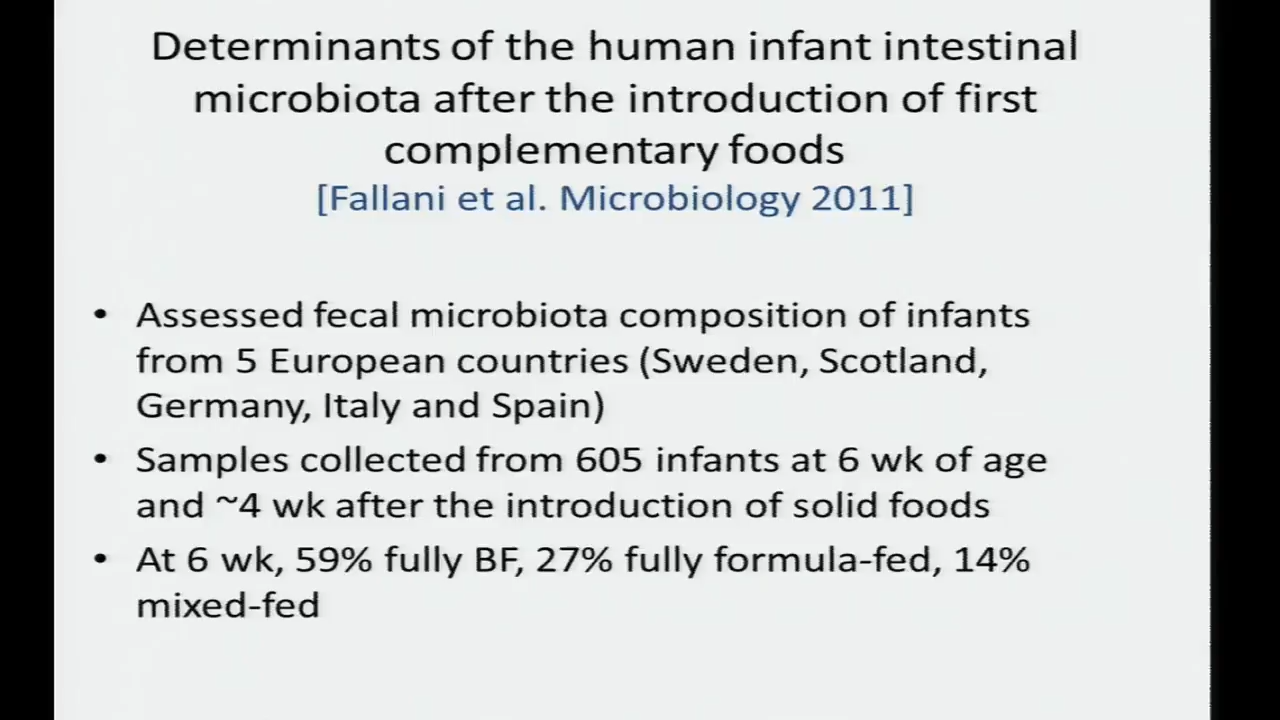 Determinants of the human infant intestinal
microbiota after the introduction of first
complementary foods
[Fallani et al. Microbiology 2011]
• Assessed fecal microbiota composition of infants
from 5 European countries (Sweden, Scotland,
Germany, Italy and Spain)
• Samples collected from 605 infants at 6 wk of age
and ~4 wk after the introduction of solid foods
• At 6 wk, 59% fully BF, 27% fully formula-fed, 14%
mixed-fed